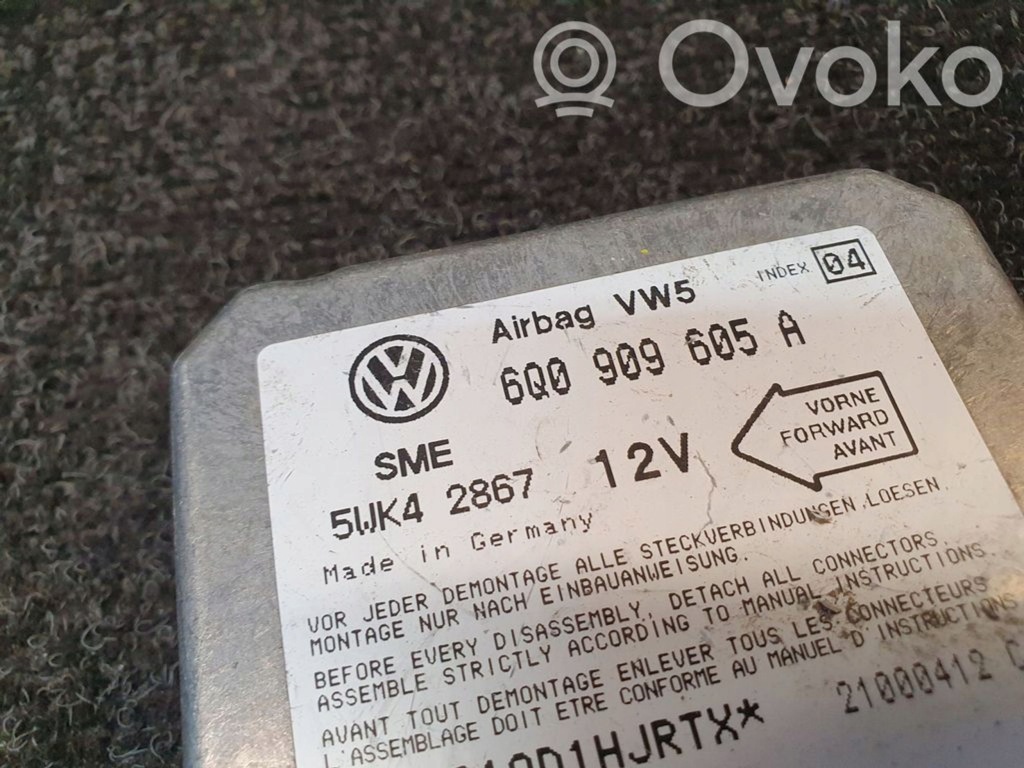 Ovoko
INDEX 04
Airbag VW5
6Q0 909 605 A
VW
SME
5WK4 2867
12V
VORNE
FORWARD
AVANT
Made in Germany
VOR JEDER DEMONTAGE ALLE STECKVERBINDUNGEN LOESEN.
MONTAGE NUR NACH EINBAUANWEISUNG.
BEFORE EVERY DISASSEMBLY, DETACH ALL CONNECTORS.
ASSEMBLE STRICTLY ACCORDING TO MANUAL INSTRUCTIONS
AVANT TOUT DEMONTAGE ENLEVER TOUS LES CONNECTEURS
L'ASSEMBLAGE DOIT ETRE CONFORME AU MANUEL D'INSTRUCTIONS
21000412